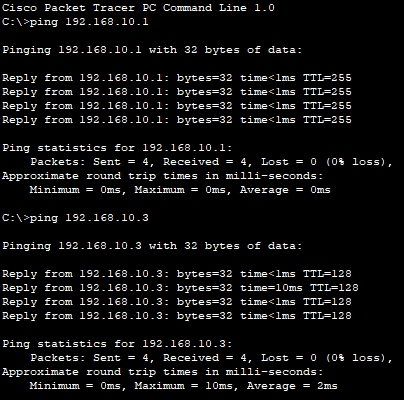 Cisco Packet Tracer PC Command Line 1.0
C:\>ping 192.168.10.1
Pinging 192.168.10.1 with 32 bytes of data:
Reply from 192.168.10.1: bytes=32 time<1ms TTL=255
Reply from 192.168.10.1: bytes=32 time<1ms TTL=255
Reply from 192.168.10.1: bytes=32 time<1ms TTL=255
Reply from 192.168.10.1: bytes=32 time<1ms TTL=255
Ping statistics for 192.168.10.1:
Packets: Sent = 4, Received = 4, Lost = 0 (0% loss),
Approximate round trip times in milli-seconds:
Minimum = 0ms, Maximum = 0ms, Average = 0ms
C:\>ping 192.168.10.3
Pinging 192.168.10.3 with 32 bytes of data:
Reply from 192.168.10.3: bytes=32 time<1ms TTL=128
Reply from 192.168.10.3: bytes=32 time=10ms TTL=128
Reply from 192.168.10.3: bytes=32 time<1ms TTL=128
Reply from 192.168.10.3: bytes=32 time<1ms TTL=128
Ping statistics for 192.168.10.3:
Packets: Sent = 4, Received = 4, Lost = 0 (0% loss),
Approximate round trip times in milli-seconds:
Minimum = 0ms, Maximum = 10ms, Average = 2ms